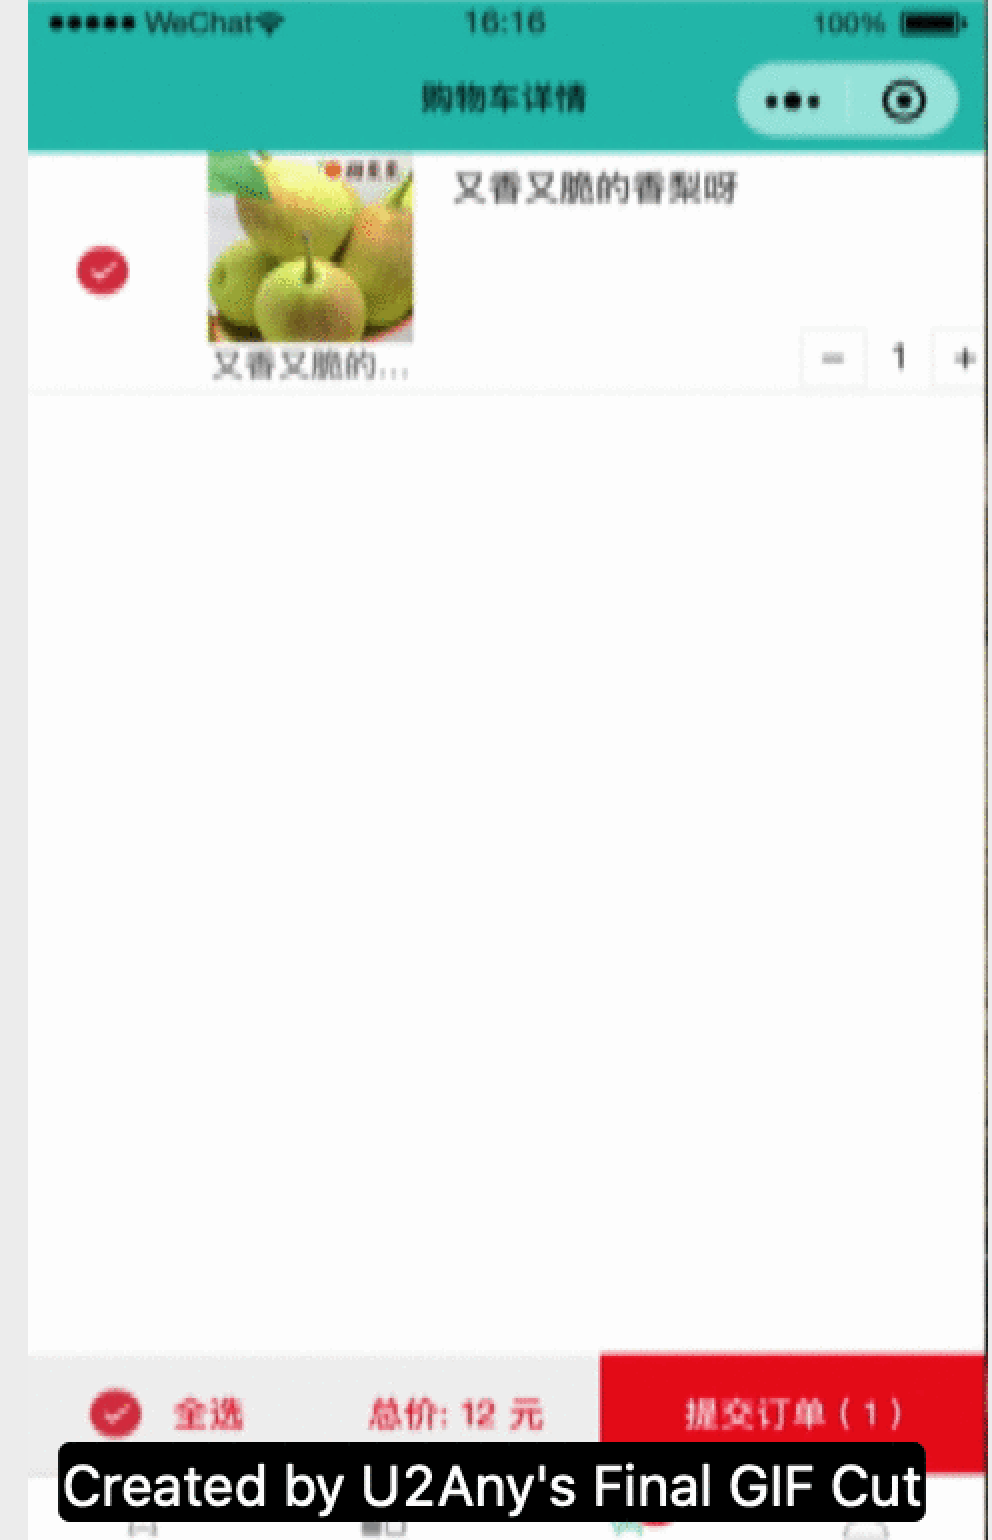 WeChat 16:16 100%
购物车详情
又香又脆的香梨呀
又香又脆的...
− 1 +
全选 总价: 12 元 提交订单 ( 1 )
Created by U2Any's Final GIF Cut